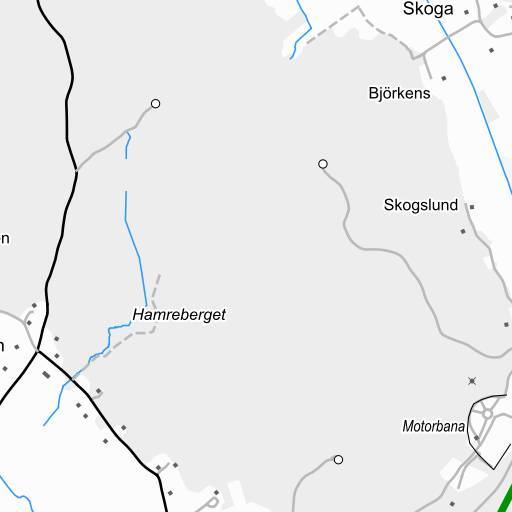 Skoga
Björkens
Skogslund
Hamreberget
Motorbana